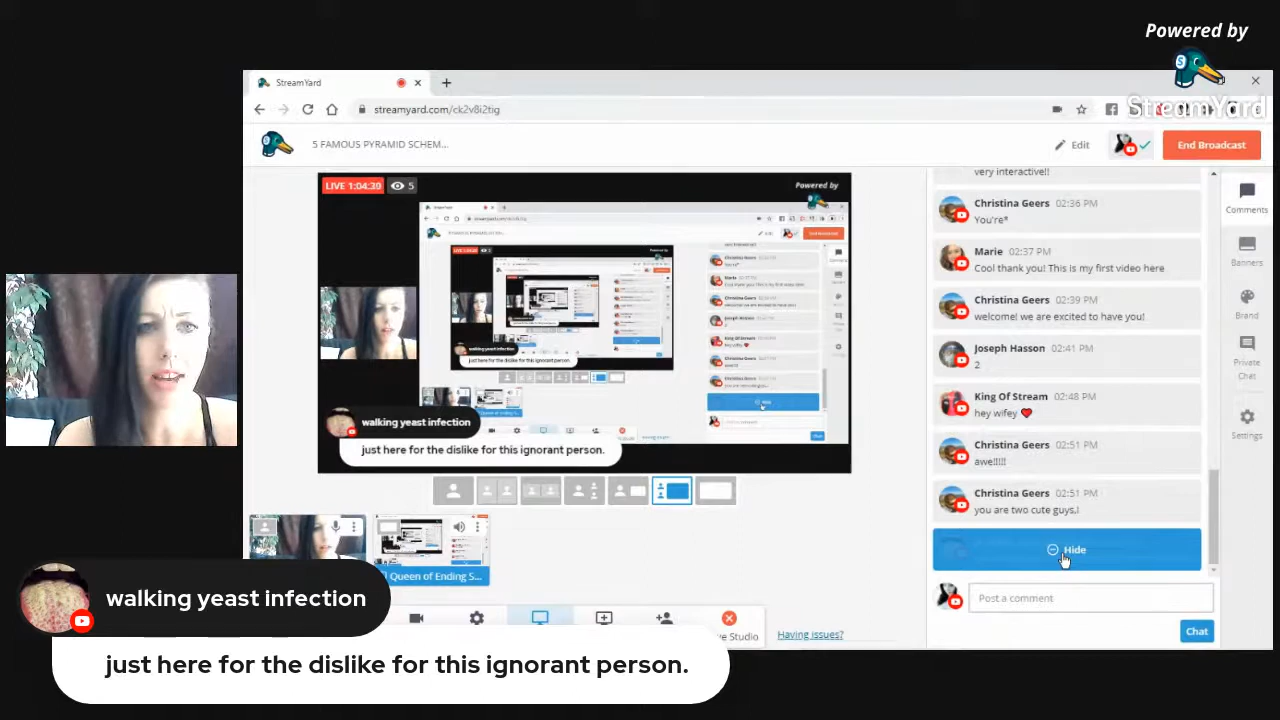 Powered by
StreamYard
StreamYard
streamyard.com/ck2v8i2tig
5 FAMOUS PYRAMID SCHEM...
Edit
End Broadcast
LIVE 1:04:30
5
Powered by
very interactive!!
Christina Geers 02:36 PM
You're*
Marie 02:37 PM
Cool thank you! This is my first video here
Christina Geers 02:39 PM
welcome! we are excited to have you!
Joseph Hasson 02:41 PM
2
King Of Stream 02:48 PM
hey wifey ❤
Christina Geers 02:51 PM
awe!!!!!
Christina Geers 02:51 PM
Hide
Post a comment
Chat
Comments
Banners
Brand
Private
Chat
Settings
walking yeast infection
just here for the dislike for this ignorant person.
Queen of Ending S...
Studio
Having issues?
walking yeast infection
just here for the dislike for this ignorant person.